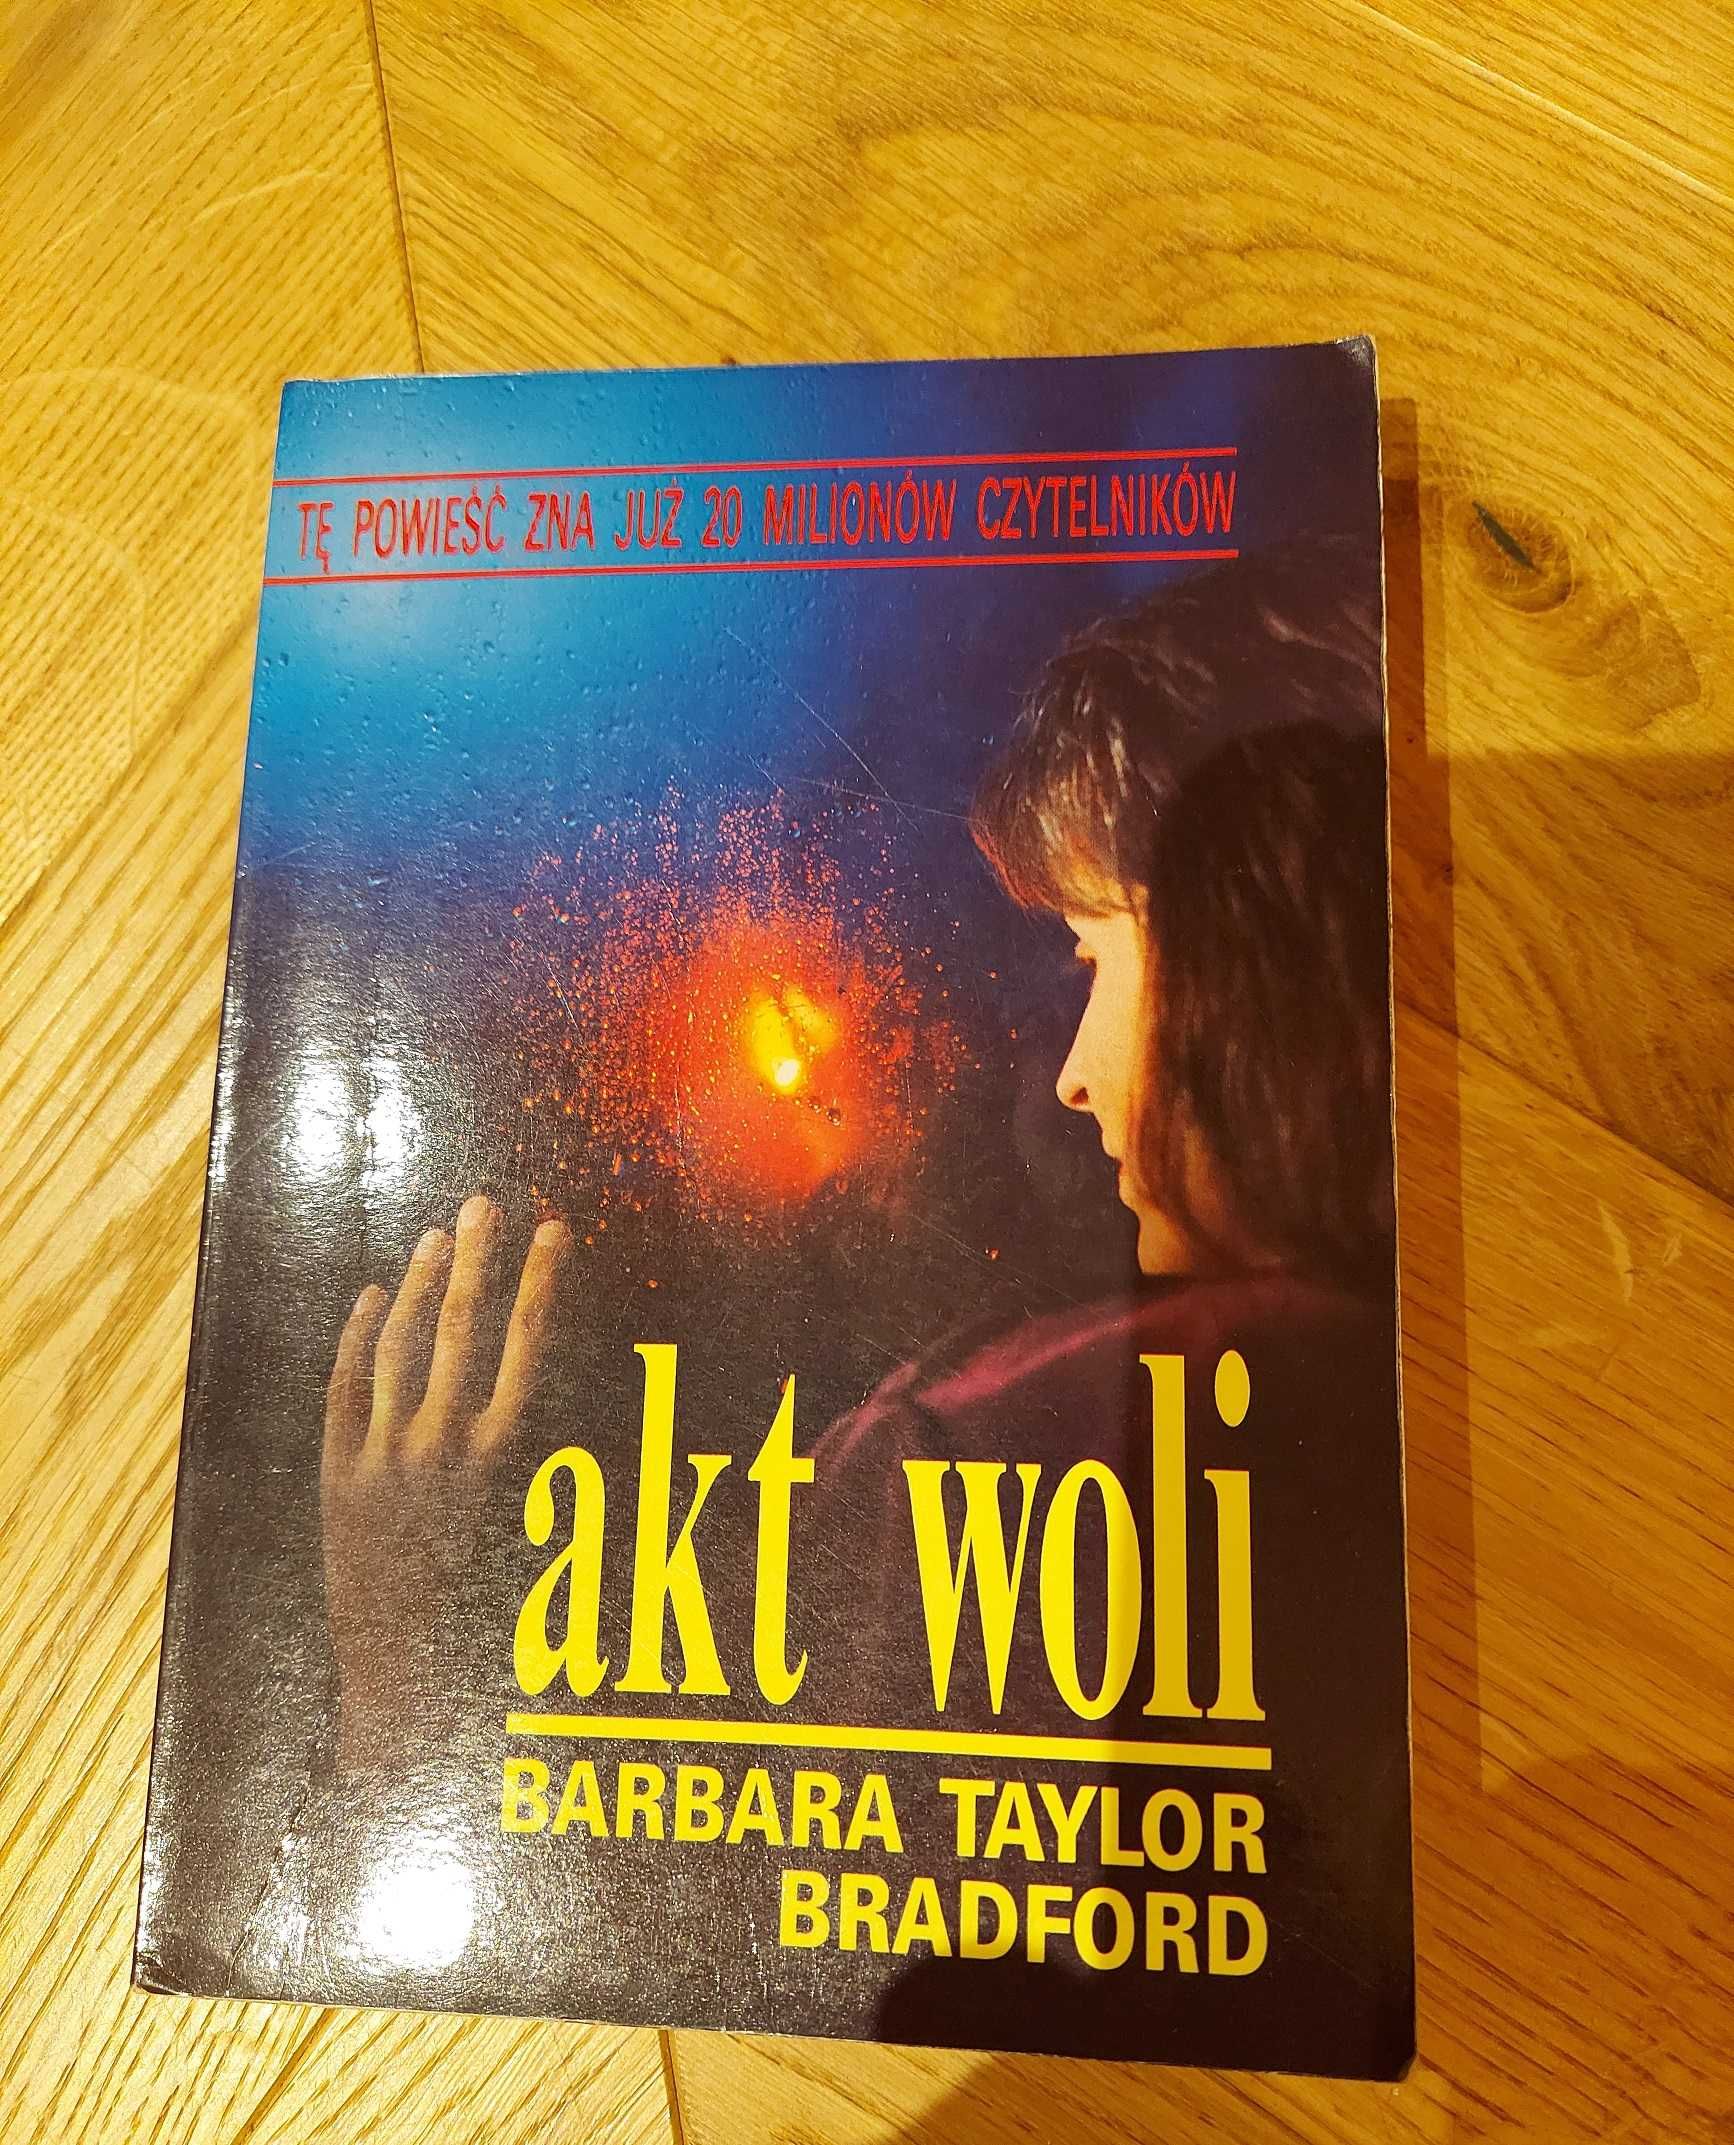 TĘ POWIEŚĆ ZNA JUŻ 20 MILIONÓW CZYTELNIKÓW
akt woli
BARBARA TAYLOR
BRADFORD